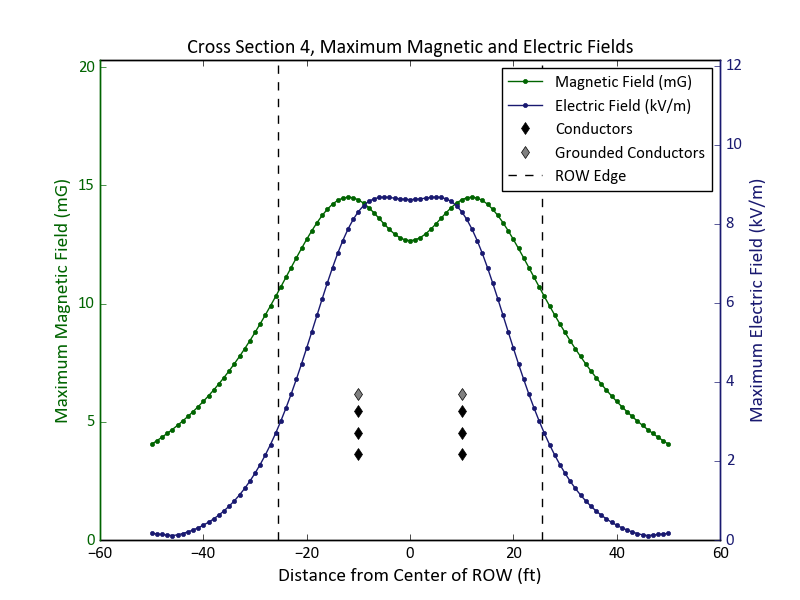 Cross Section 4, Maximum Magnetic and Electric Fields
Magnetic Field (mG)
Electric Field (kV/m)
Conductors
Grounded Conductors
ROW Edge
Maximum Magnetic Field (mG)
20
15
10
5
0
12
10
8
6
4
2
0
Maximum Electric Field (kV/m)
−60 −40 −20 0 20 40 60
Distance from Center of ROW (ft)